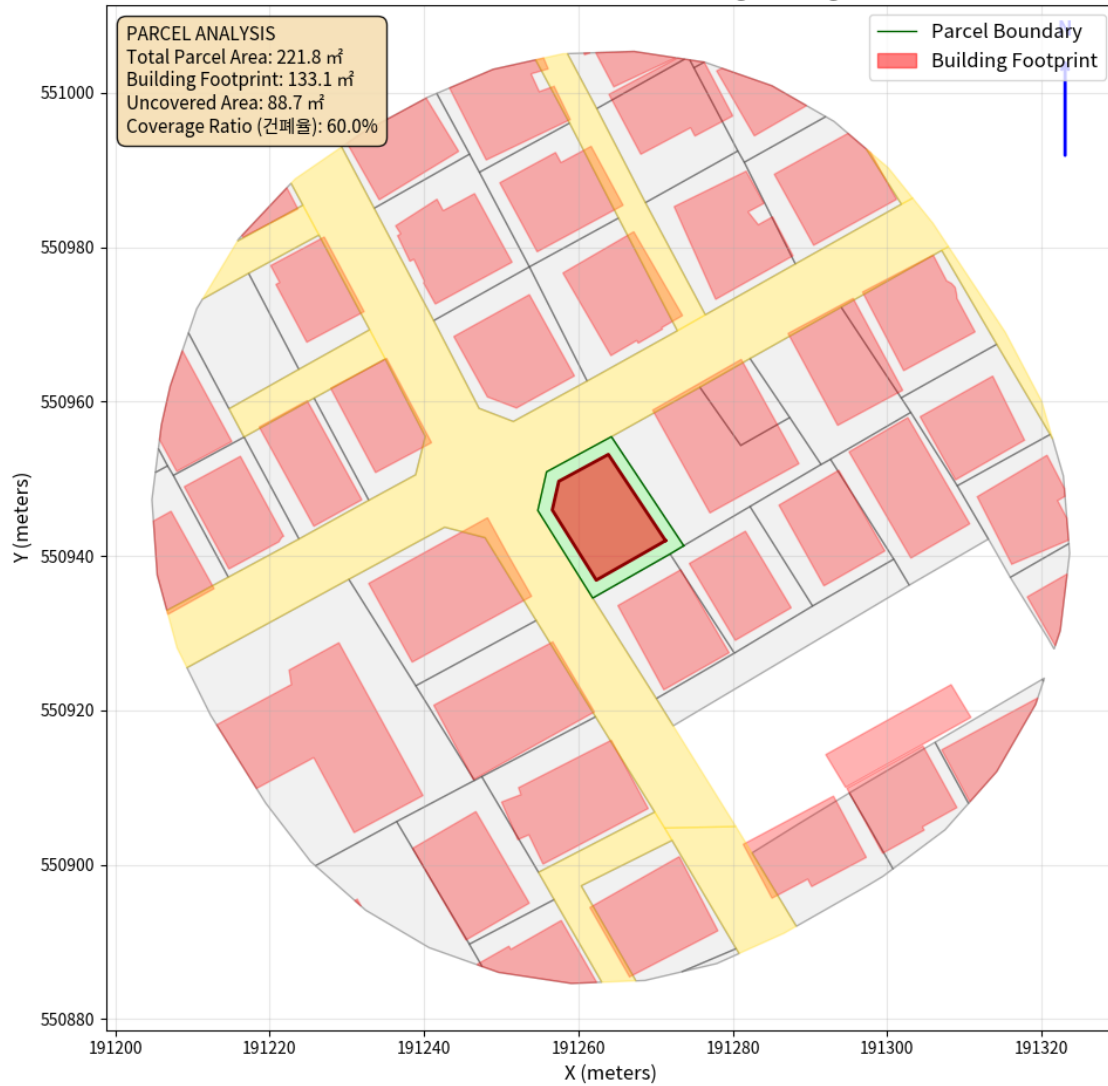 PARCEL ANALYSIS
Total Parcel Area: 221.8 ㎡
Building Footprint: 133.1 ㎡
Uncovered Area: 88.7 ㎡
Coverage Ratio (건폐율): 60.0%
Parcel Boundary
Building Footprint
N
551000
550980
550960
550940
550920
550900
550880
Y (meters)
191200
191220
191240
191260
191280
191300
191320
X (meters)